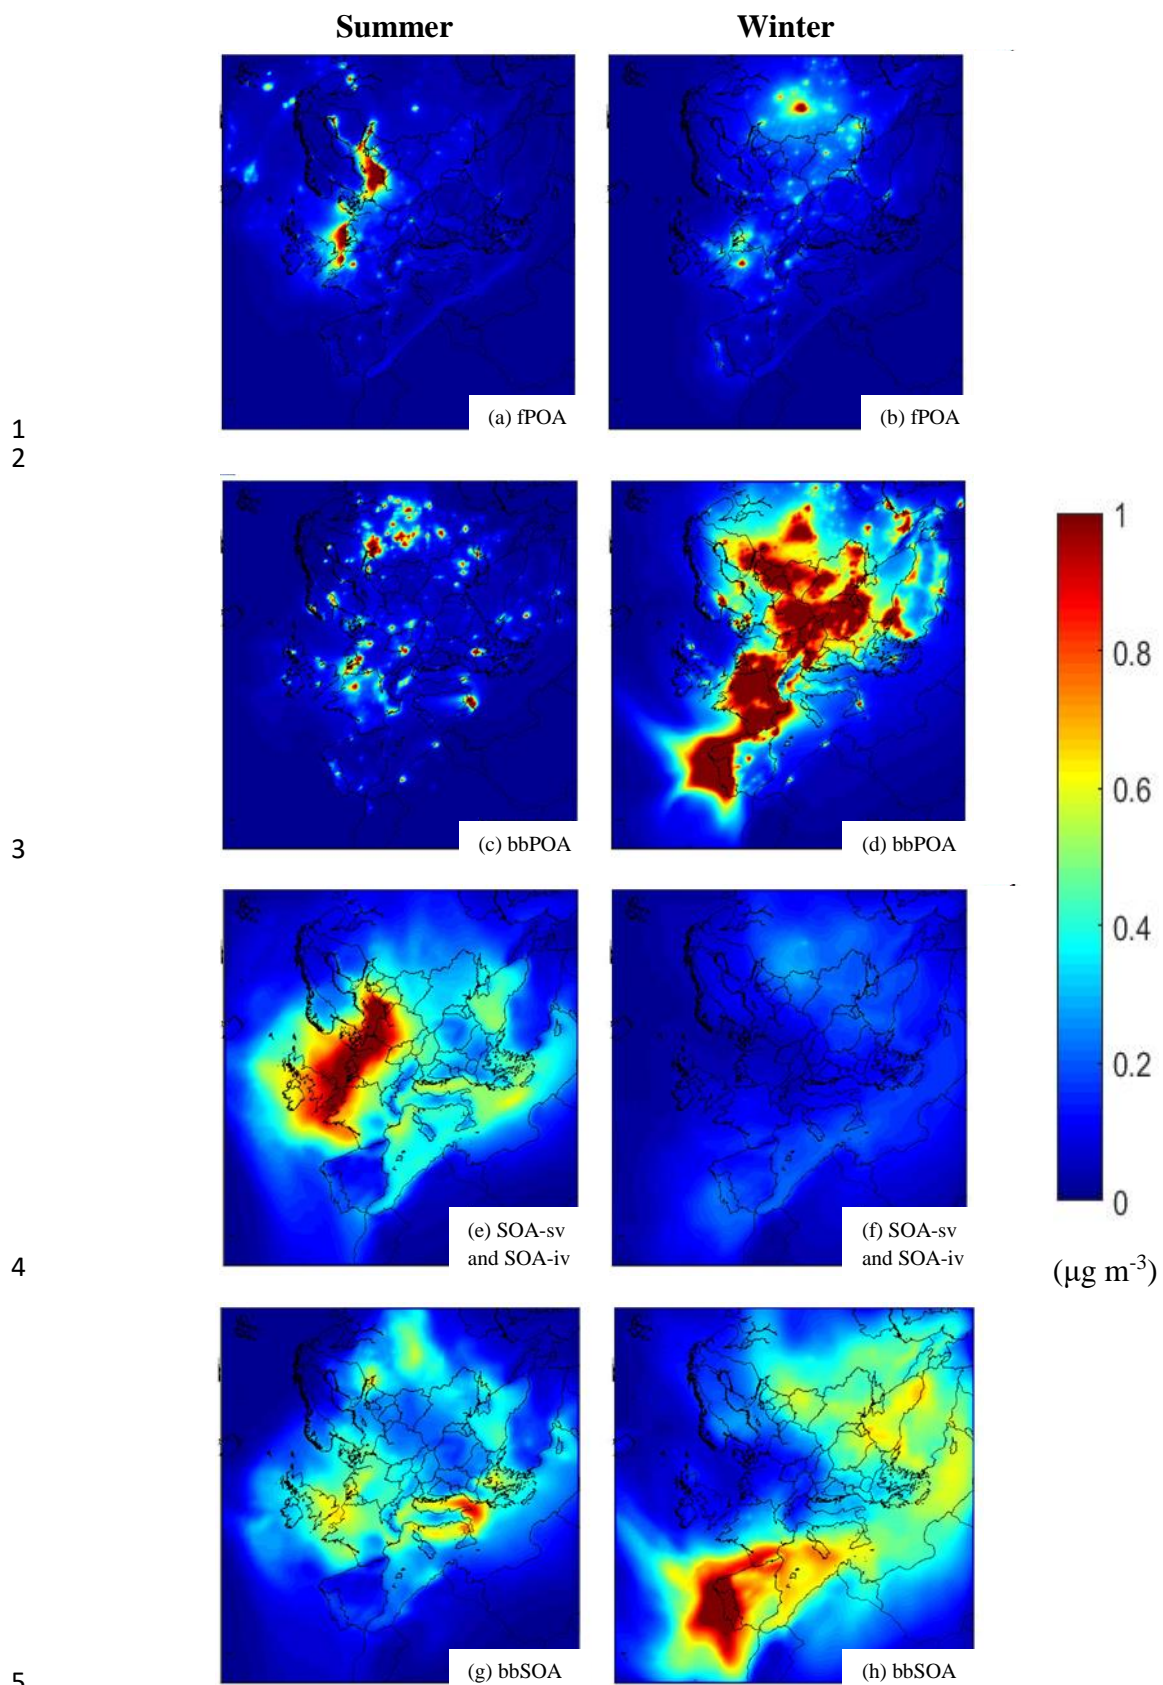 Summer Winter
(a) fPOA (b) fPOA
1
2
(c) bbPOA (d) bbPOA
3
1
0.8
0.6
0.4
0.2
0
(μg m-3)
(e) SOA-sv
and SOA-iv
(f) SOA-sv
and SOA-iv
4
(g) bbSOA (h) bbSOA
5